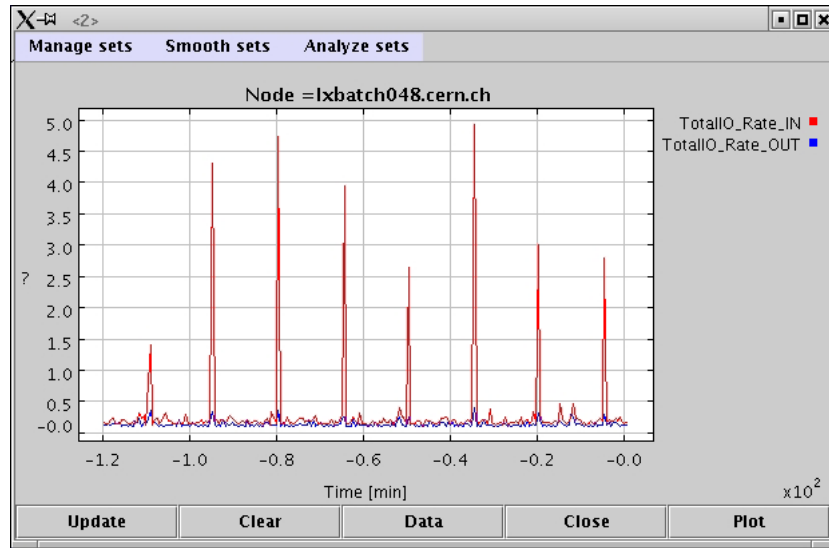 <2>
Manage sets Smooth sets Analyze sets
Node =lxbatch048.cern.ch
TotalIO_Rate_IN
TotalIO_Rate_OUT
5.0
4.5
4.0
3.5
3.0
?
2.5
2.0
1.5
1.0
0.5
-0.0
-1.2 -1.0 -0.8 -0.6 -0.4 -0.2 -0.0
Time [min]
x10²
Update Clear Data Close Plot